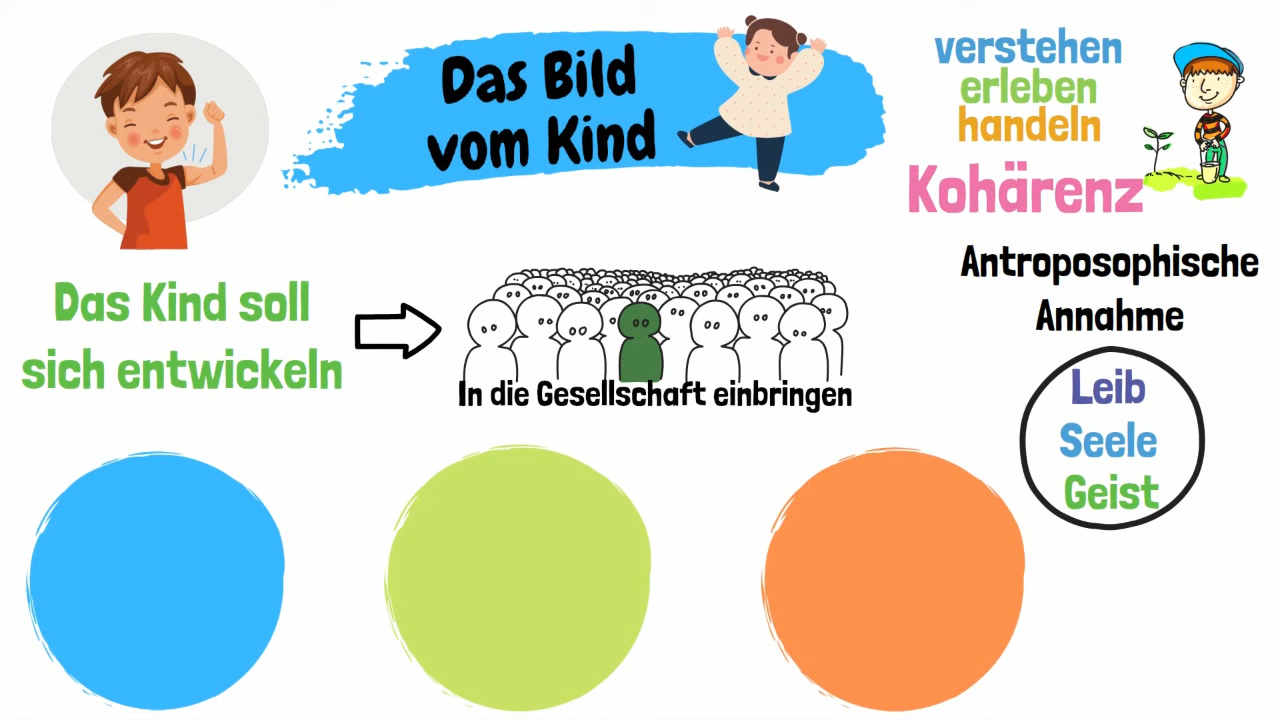 Das Bild
vom Kind
verstehen
erleben
handeln
Kohärenz
Das Kind soll
sich entwickeln
In die Gesellschaft einbringen
Antroposophische
Annahme
Leib
Seele
Geist